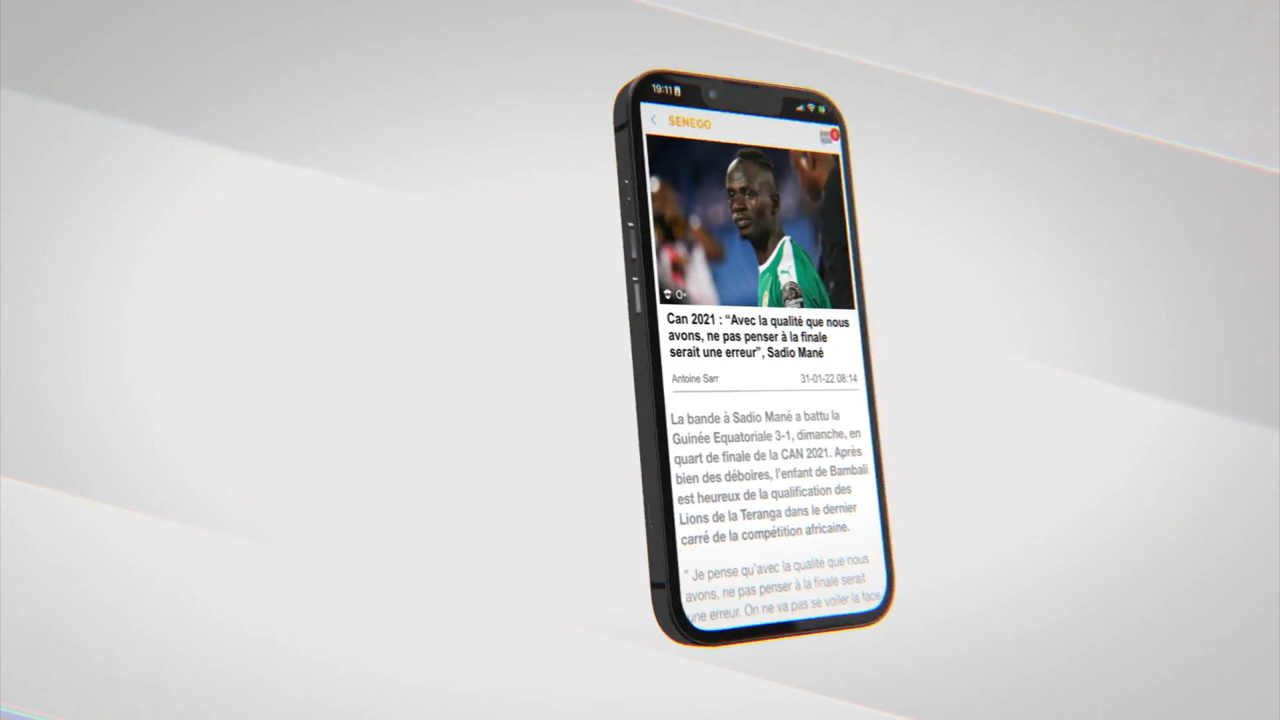 19:11
SENEGO
Can 2021 : “Avec la qualité que nous
avons, ne pas penser à la finale
serait une erreur”, Sadio Mané
Antoine Sarr 31-01-22 08:14
La bande à Sadio Mané a battu la
Guinée Equatoriale 3-1, dimanche, en
quart de finale de la CAN 2021. Après
bien des déboires, l'enfant de Bambali
est heureux de la qualification des
Lions de la Teranga dans le dernier
carré de la compétition africaine.
“ Je pense qu'avec la qualité que nous
avons, ne pas penser à la finale serait
une erreur. On ne va pas se voiler la face,